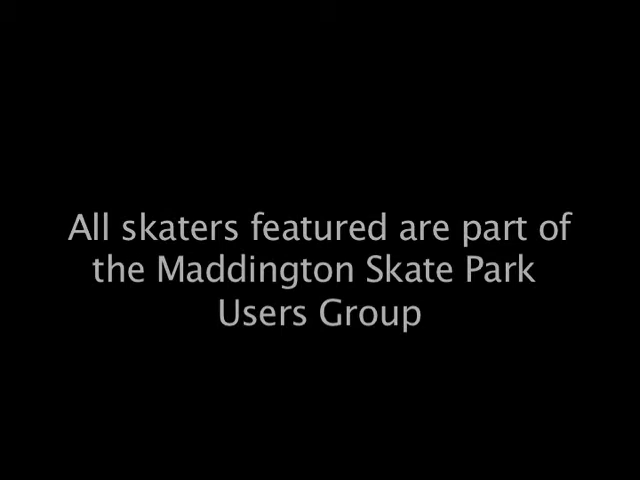 All skaters featured are part of
the Maddington Skate Park
Users Group